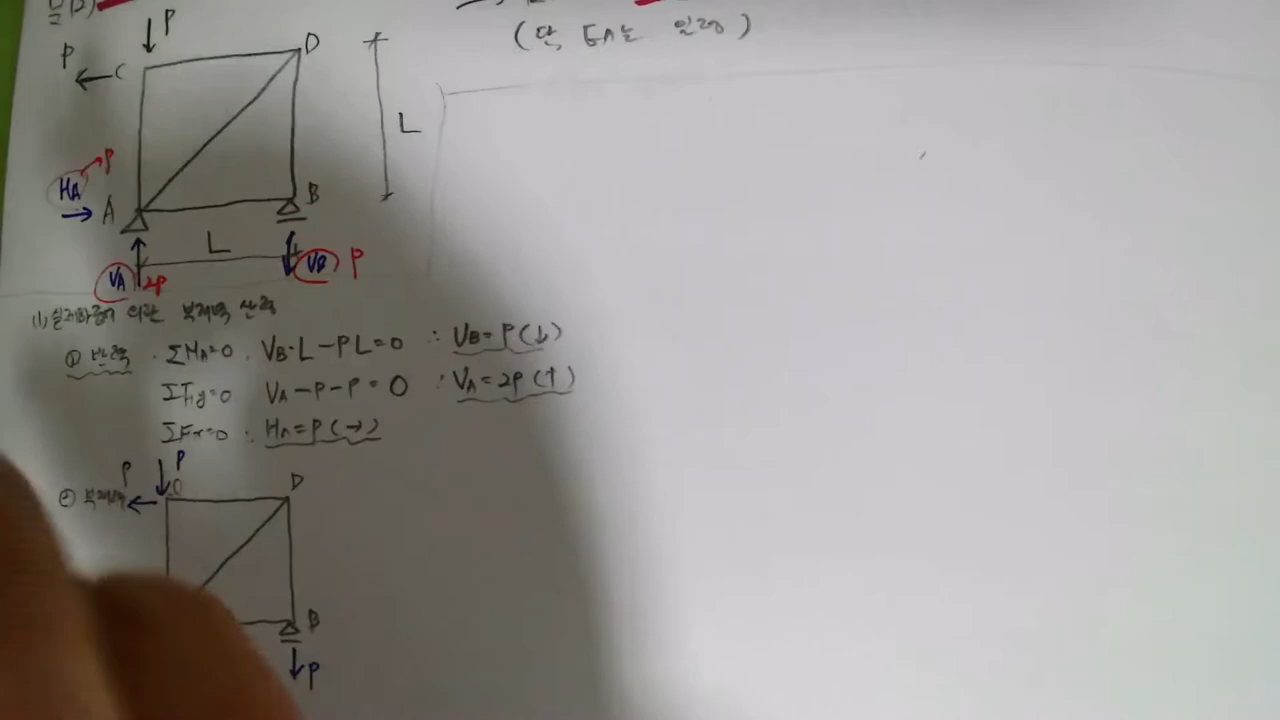 (단, EA는 일정)
P
P
C
D
L
P
HA
A
B
L
VA
2P
VB
P
(1) 실제하중에 의한 부재력 산정
① 반력 · ΣMA=0, VB·L-PL=0 ∴ VB=P(↓)
ΣFy=0 VA-P-P=0 ∴ VA=2P(↑)
ΣFx=0 ∴ HA=P(→)
② 부재력
P
P
C
D
B
P